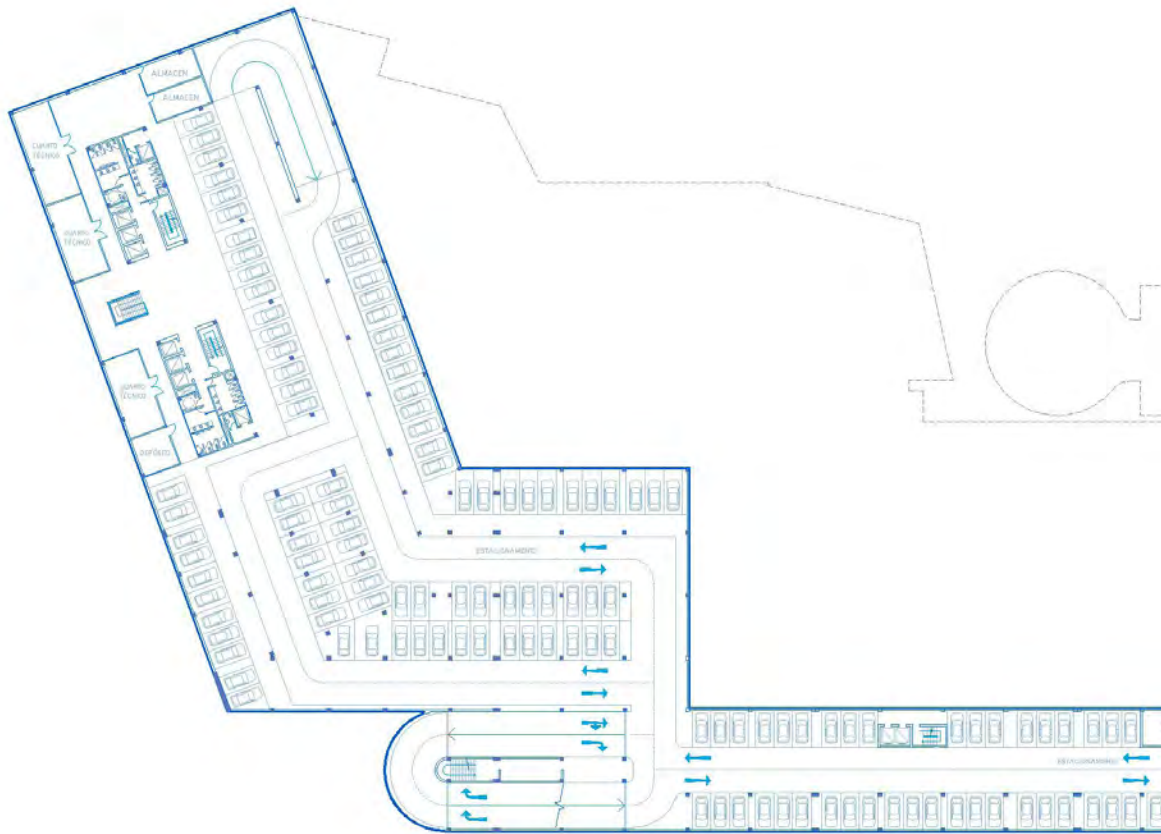 ALMACEN
ALMACEN
CUARTO
TÉCNICO
CUARTO
TÉCNICO
CUARTO
TÉCNICO
DEPÓSITO
ESTACIONAMIENTO
ESTACIONAMIENTO